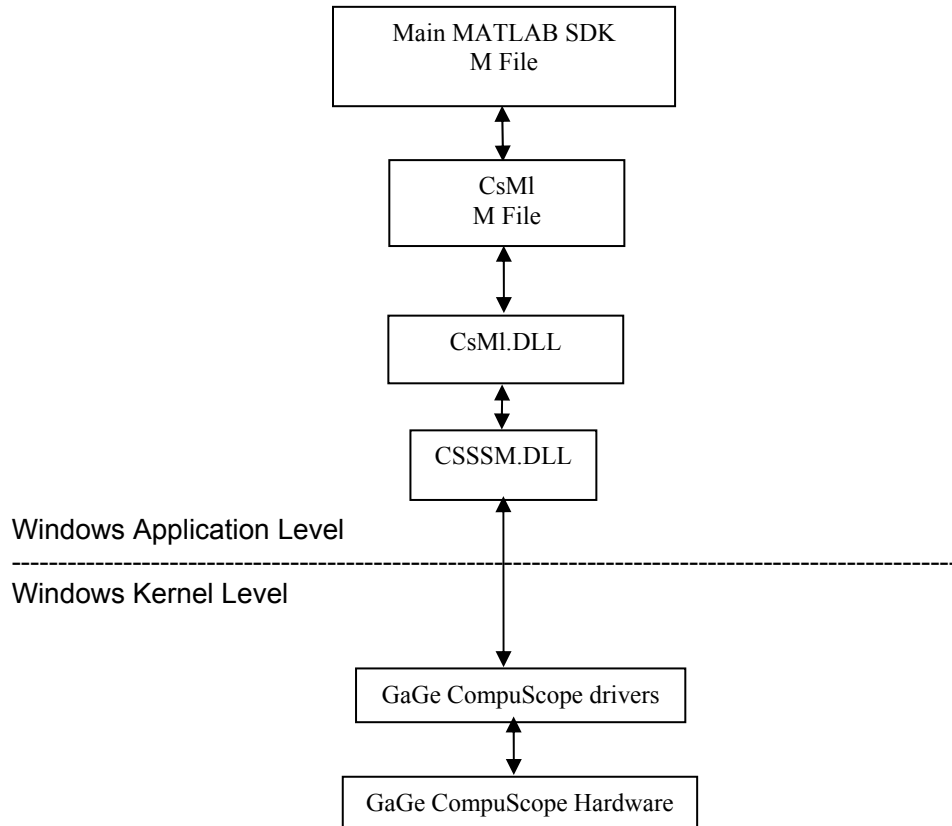 Main MATLAB SDK
M File
CsMl
M File
CsMl.DLL
CSSSM.DLL
Windows Application Level
Windows Kernel Level
GaGe CompuScope drivers
GaGe CompuScope Hardware